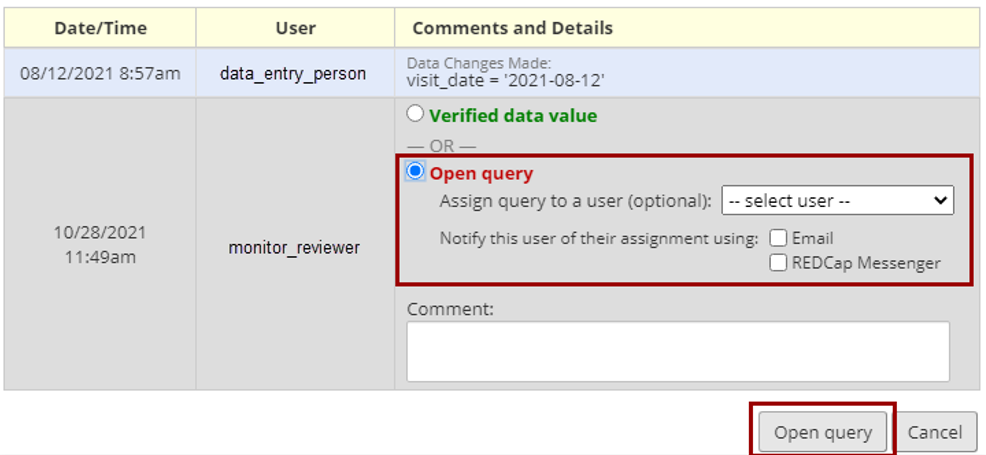 Date/Time User Comments and Details
08/12/2021 8:57am data_entry_person Data Changes Made:
visit_date = '2021-08-12'
Verified data value
— OR —
Open query
Assign query to a user (optional): -- select user --
Notify this user of their assignment using: Email
REDCap Messenger
10/28/2021
11:49am
monitor_reviewer
Comment:
Open query Cancel